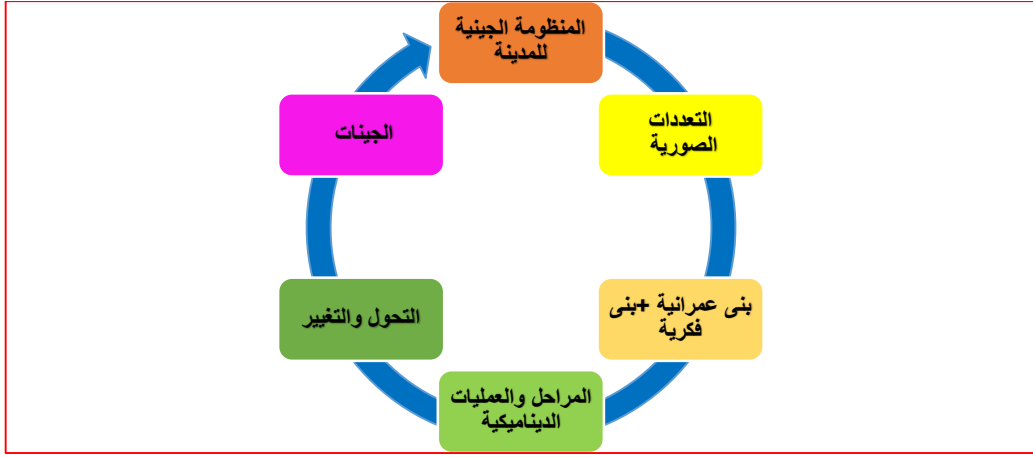 المنظومة الجينية
للمدينة
التعددات
الصورية
بنى عمرانية +بنى
فكرية
المراحل والعمليات
الديناميكية
التحول والتغيير
الجينات